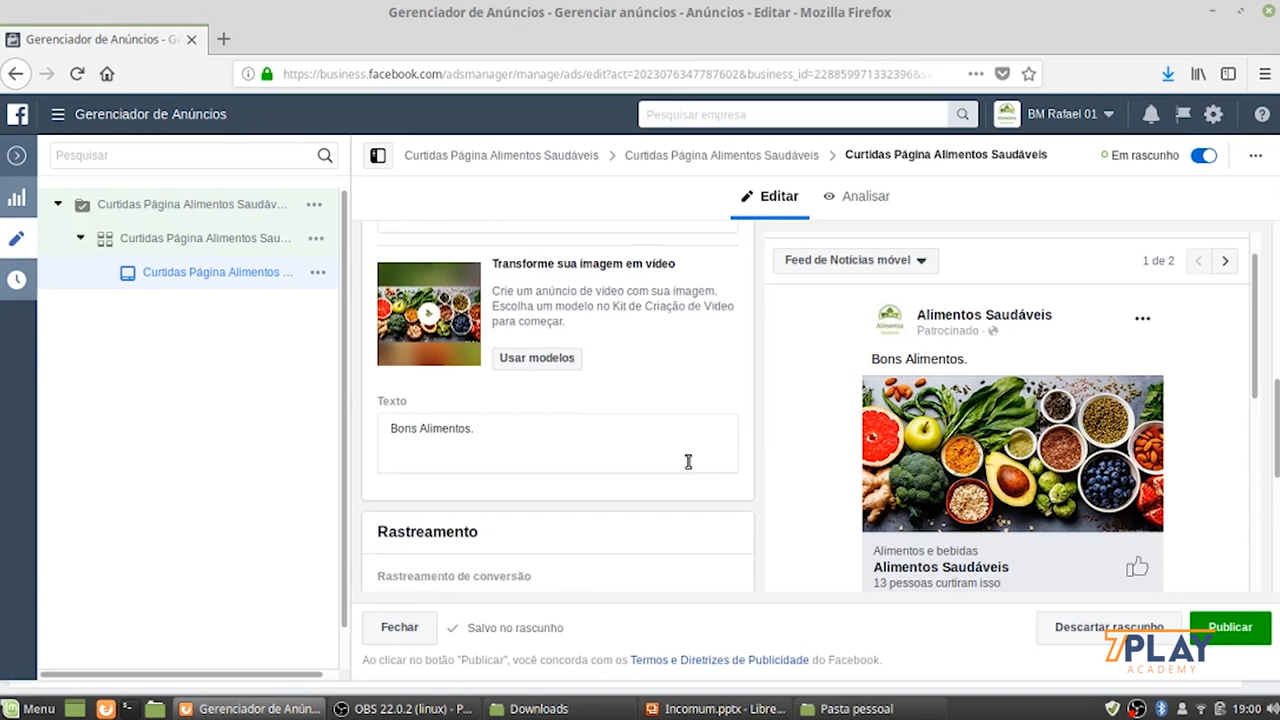 Gerenciador de Anúncios - Gerenciar anúncios - Anúncios - Editar - Mozilla Firefox
Gerenciador de Anúncios - G
https://business.facebook.com/adsmanager/manage/ads/edit?act=2023076347787602&business_id=228859971332396&s
Gerenciador de Anúncios
Pesquisar empresa
BM Rafael 01
Pesquisar
Curtidas Página Alimentos Saudáveis
Curtidas Página Alimentos Saudáveis
Curtidas Página Alimentos Saudáveis
Em rascunho
Editar
Analisar
Curtidas Página Alimentos Saudáv...
Curtidas Página Alimentos Sau...
Curtidas Página Alimentos ...
Transforme sua imagem em vídeo
Crie um anúncio de vídeo com sua imagem.
Escolha um modelo no Kit de Criação de Vídeo
para começar.
Usar modelos
Texto
Bons Alimentos.
Rastreamento
Rastreamento de conversão
Feed de Notícias móvel
1 de 2
Alimentos Saudáveis
Patrocinado ·
Bons Alimentos.
Alimentos e bebidas
Alimentos Saudáveis
13 pessoas curtiram isso
Fechar
Salvo no rascunho
Descartar rascunho
Publicar
Ao clicar no botão "Publicar", você concorda com os Termos e Diretrizes de Publicidade do Facebook.
7PLAY
ACADEMY
Menu
Gerenciador de Anún...
OBS 22.0.2 (linux) - P...
Downloads
Incomum.pptx - Libre...
Pasta pessoal
19:00